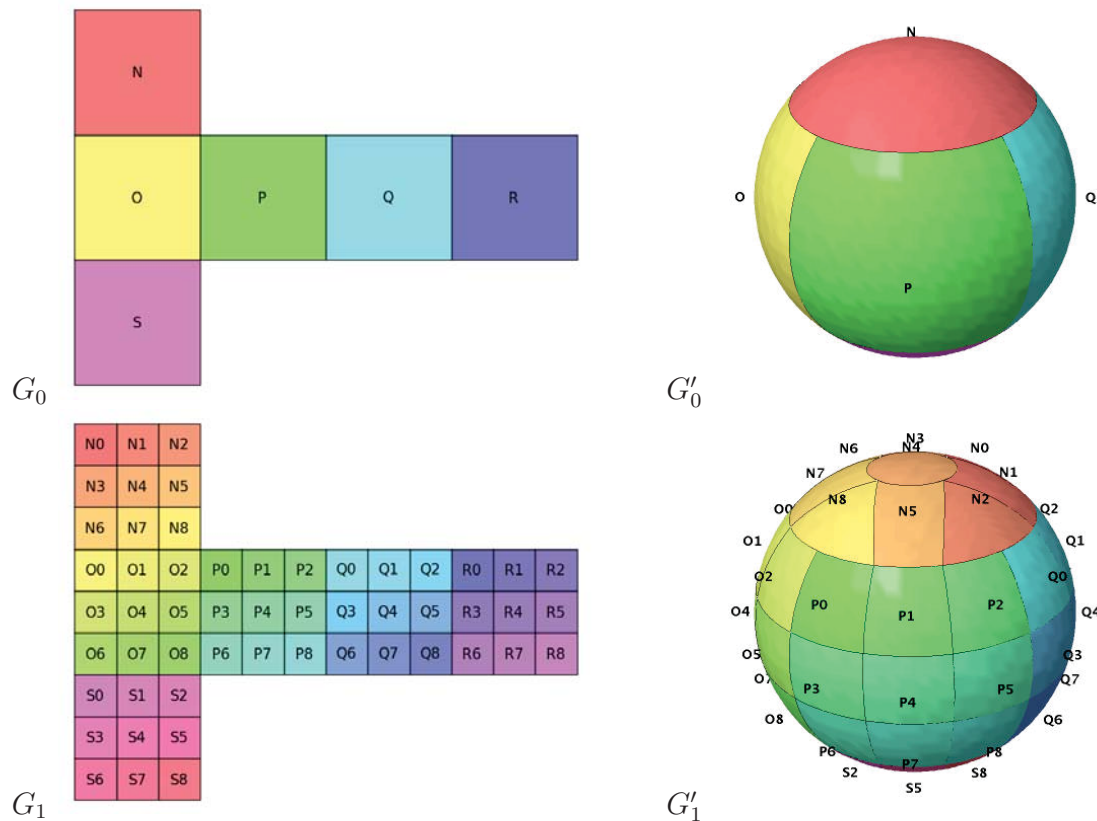 N
N
O
P
Q
R
O
Q
S
P
G₀
G′₀
N0 N1 N2
N3 N4 N5
N6 N7 N8
O0 O1 O2 P0 P1 P2 Q0 Q1 Q2 R0 R1 R2
O3 O4 O5 P3 P4 P5 Q3 Q4 Q5 R3 R4 R5
O6 O7 O8 P6 P7 P8 Q6 Q7 Q8 R6 R7 R8
S0 S1 S2
S3 S4 S5
S6 S7 S8
G₁
N3
N6 N4 N0
N7 N1
N8 N5 N2
O0 Q2
O1 Q1
O2 Q0
P0 P1 P2
O4 Q4
O5 Q3
O7 Q7
P3 P4 P5
O8 Q6
P6 P7 P8
S2 S8
S5
G′₁